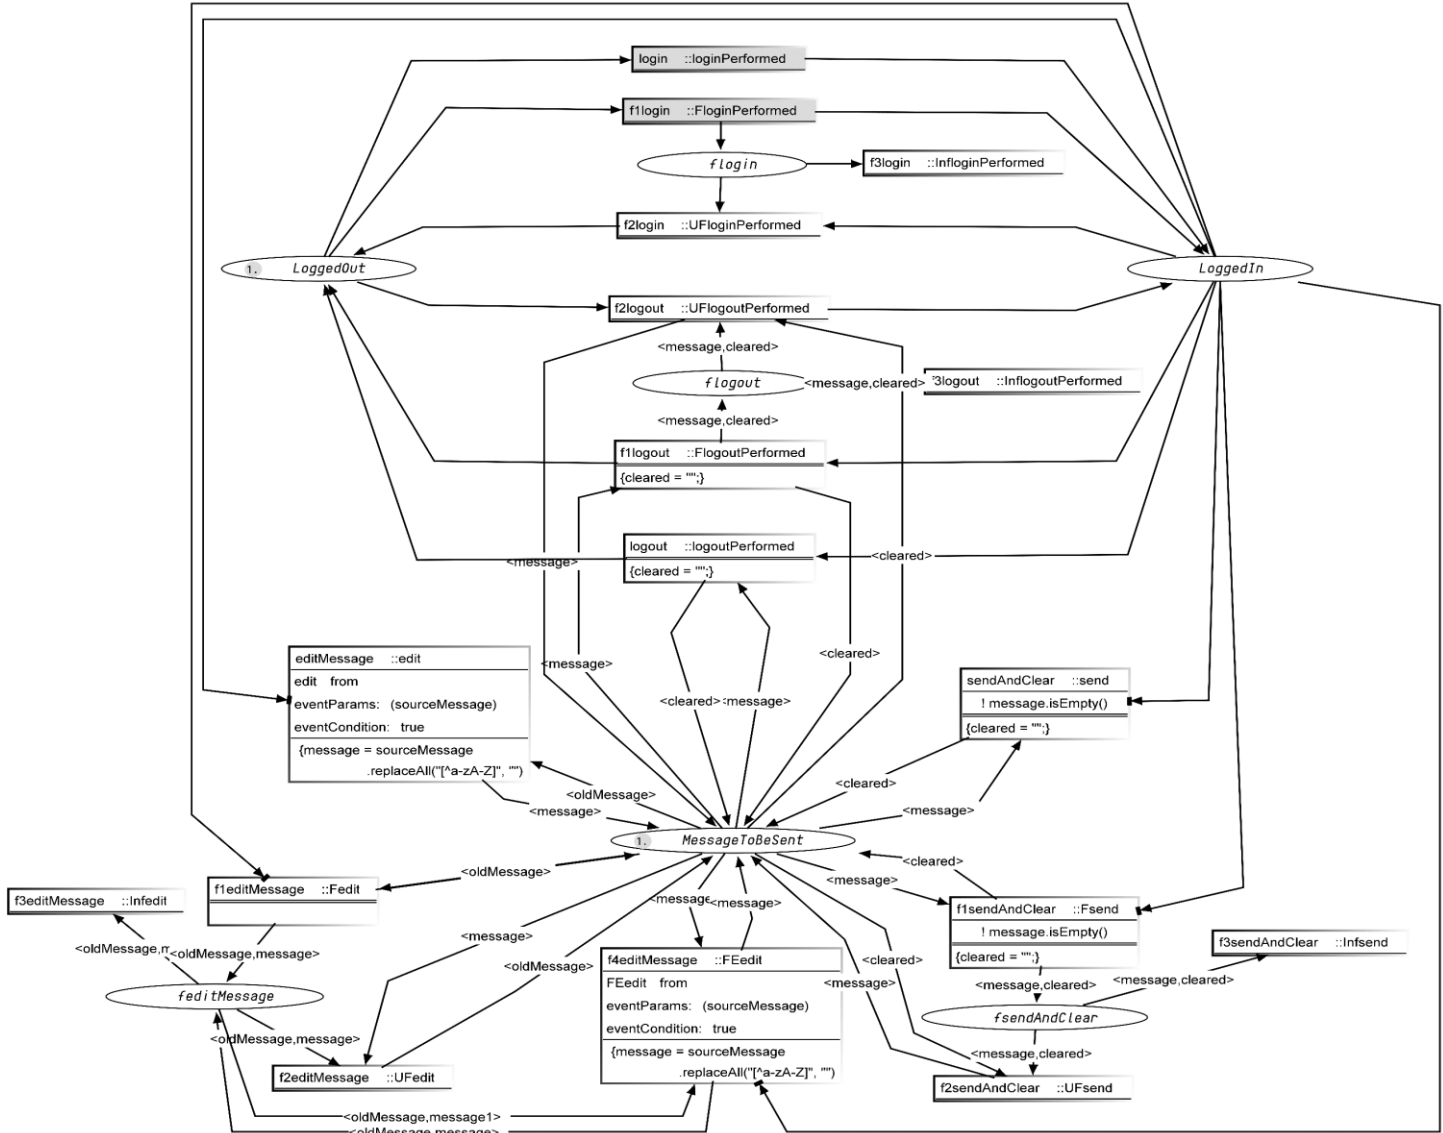 login ::loginPerformed
f1login ::FloginPerformed
flogin
f3login ::InfloginPerformed
f2login ::UFloginPerformed
1. LoggedOut
LoggedIn
f2logout ::UFlogoutPerformed
<message,cleared>
flogout
<message,cleared>
3logout ::InflogoutPerformed
<message,cleared>
f1logout ::FlogoutPerformed
{cleared = "";}
logout ::logoutPerformed
<cleared>
<message>
{cleared = "";}
editMessage ::edit
<cleared>
<message>
edit from
sendAndClear ::send
eventParams: (sourceMessage)
<cleared>
<message>
! message.isEmpty()
eventCondition: true
{cleared = "";}
{message = sourceMessage
.replaceAll("[^a-zA-Z]", "")
<cleared>
<oldMessage>
<message>
<message>
1. MessageToBeSent
<cleared>
<oldMessage>
<message>
f1editMessage ::Fedit
f3editMessage ::Infedit
<message>
<message>
f1sendAndClear ::Fsend
! message.isEmpty()
<message>
f3sendAndClear ::Infsend
<oldMessage,m
<oldMessage,message>
f4editMessage ::FEedit
<cleared>
{cleared = "";}
<oldMessage>
FEedit from
<message>
<message,cleared>
<message,cleared>
feditMessage
eventParams: (sourceMessage)
fsendAndClear
eventCondition: true
<oldMessage,message>
{message = sourceMessage
<message,cleared>
f2editMessage ::UFedit
.replaceAll("[^a-zA-Z]", "")
f2sendAndClear ::UFsend
<oldMessage,message1>
<oldMessage,message>